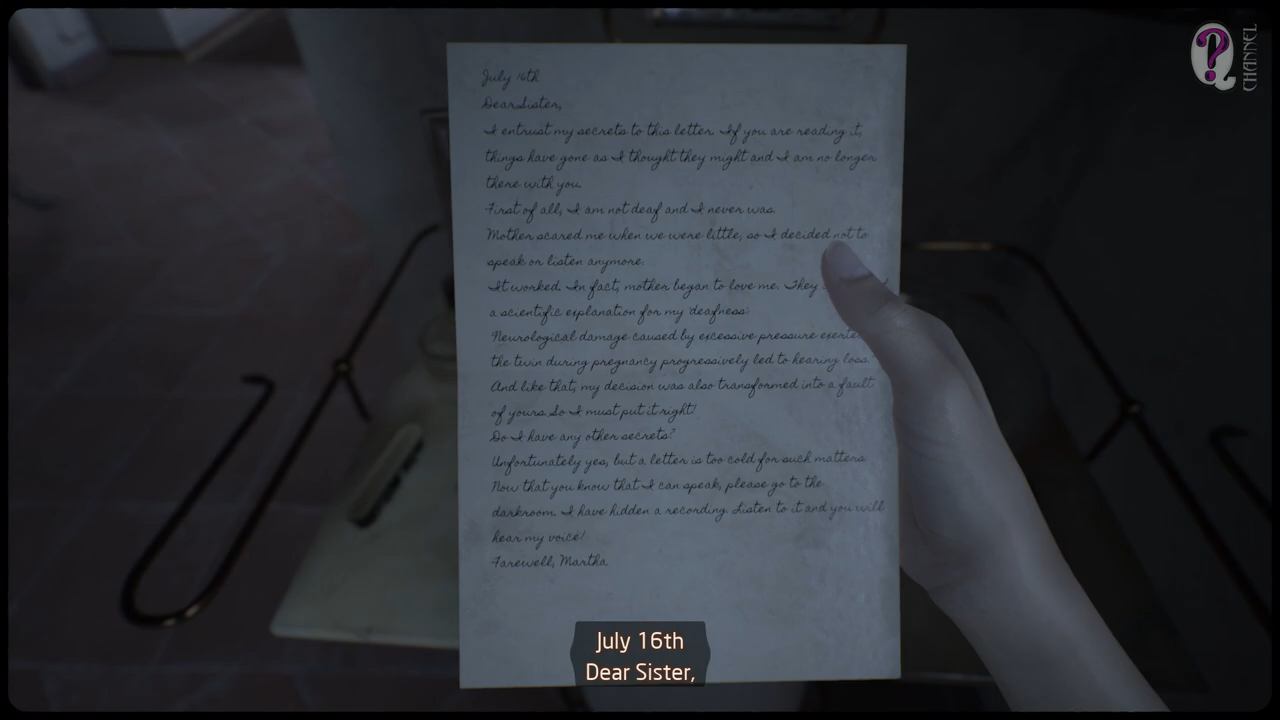 July 16th
Dear Sister,
I entrust my secrets to this letter. If you are reading it,
things have gone as I thought they might and I am no longer
there with you.
First of all, I am not deaf and I never was.
Mother scared me when we were little, so I decided not to
speak or listen anymore.
It worked. In fact, mother began to love me. They
a scientific explanation for my 'deafness':
'Neurological damage caused by excessive pressure
the twin during pregnancy progressively led to hearing loss.'
And like that, my decision was also transformed into a fault
of yours. So I must put it right!
Do I have any other secrets?
Unfortunately yes, but a letter is too cold for such matters.
Now that you know that I can speak, please go to the
darkroom. I have hidden a recording. Listen to it and you will
hear my voice!
Farewell, Martha
July 16th
Dear Sister,
?
CHANNEL